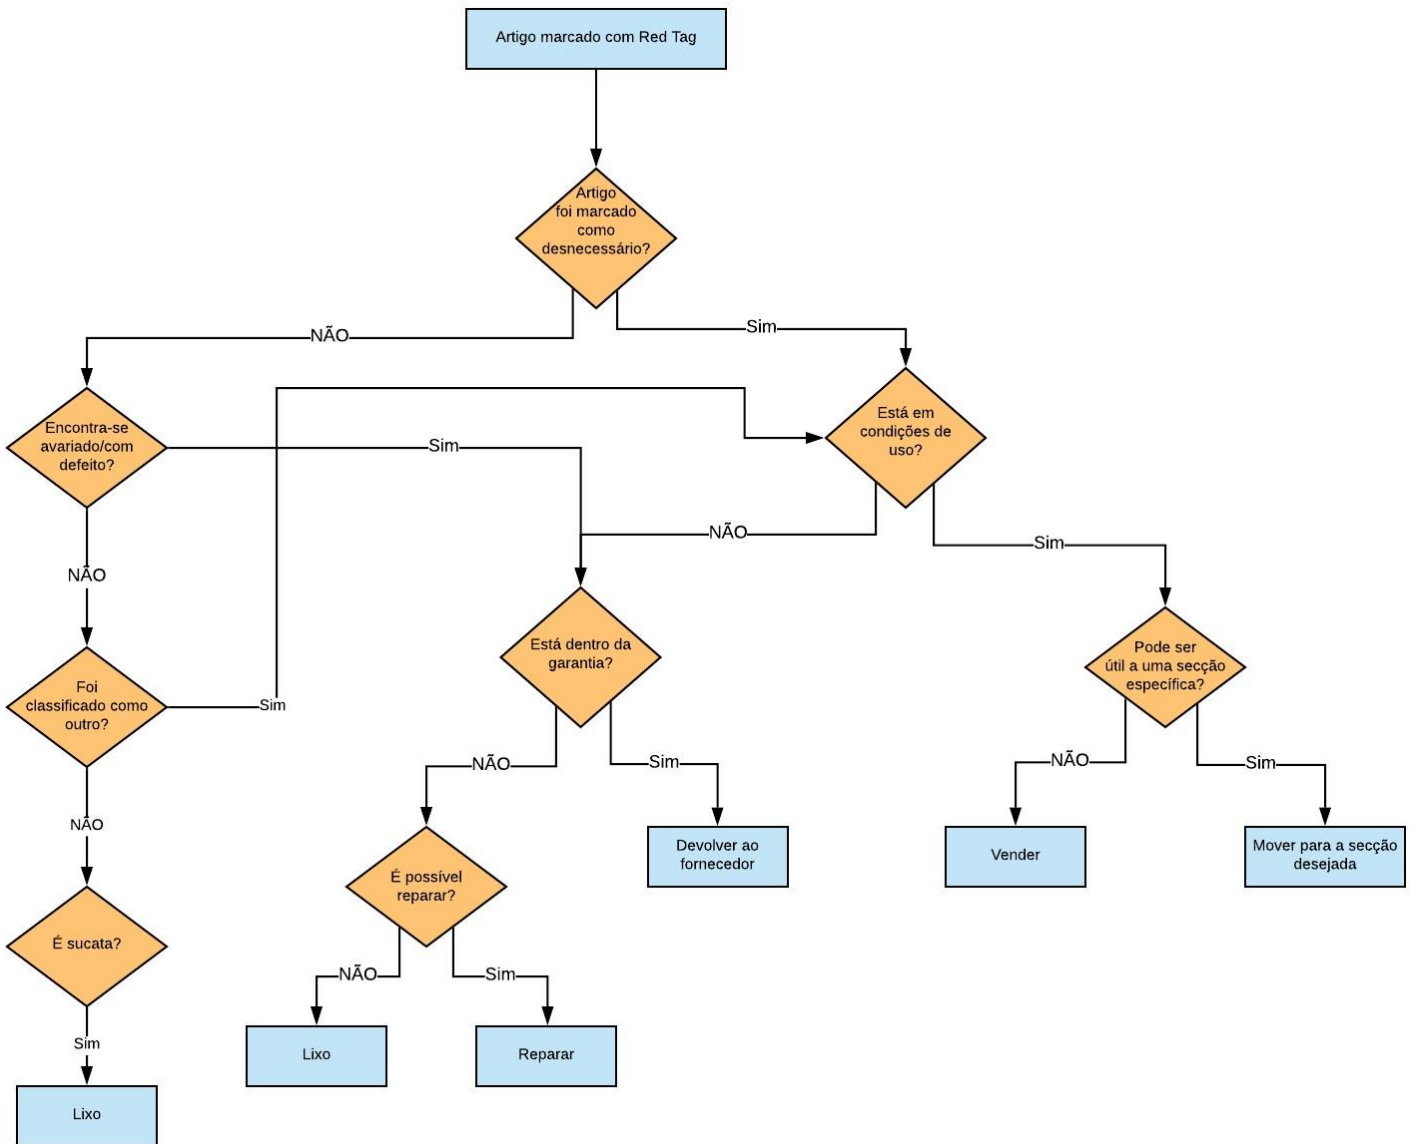 Artigo marcado com Red Tag
Artigo
foi marcado
como
desnecessário?
NÃO
Sim
Encontra-se
avariado/com
defeito?
Sim
Está em
condições de
uso?
NÃO
Sim
NÃO
Está dentro da
garantia?
Pode ser
útil a uma secção
específica?
Foi
classificado como
outro?
Sim
NÃO
Sim
NÃO
Sim
NÃO
É possível
reparar?
Devolver ao
fornecedor
Vender
Mover para a secção
desejada
É sucata?
NÃO
Sim
Sim
Lixo
Reparar
Lixo